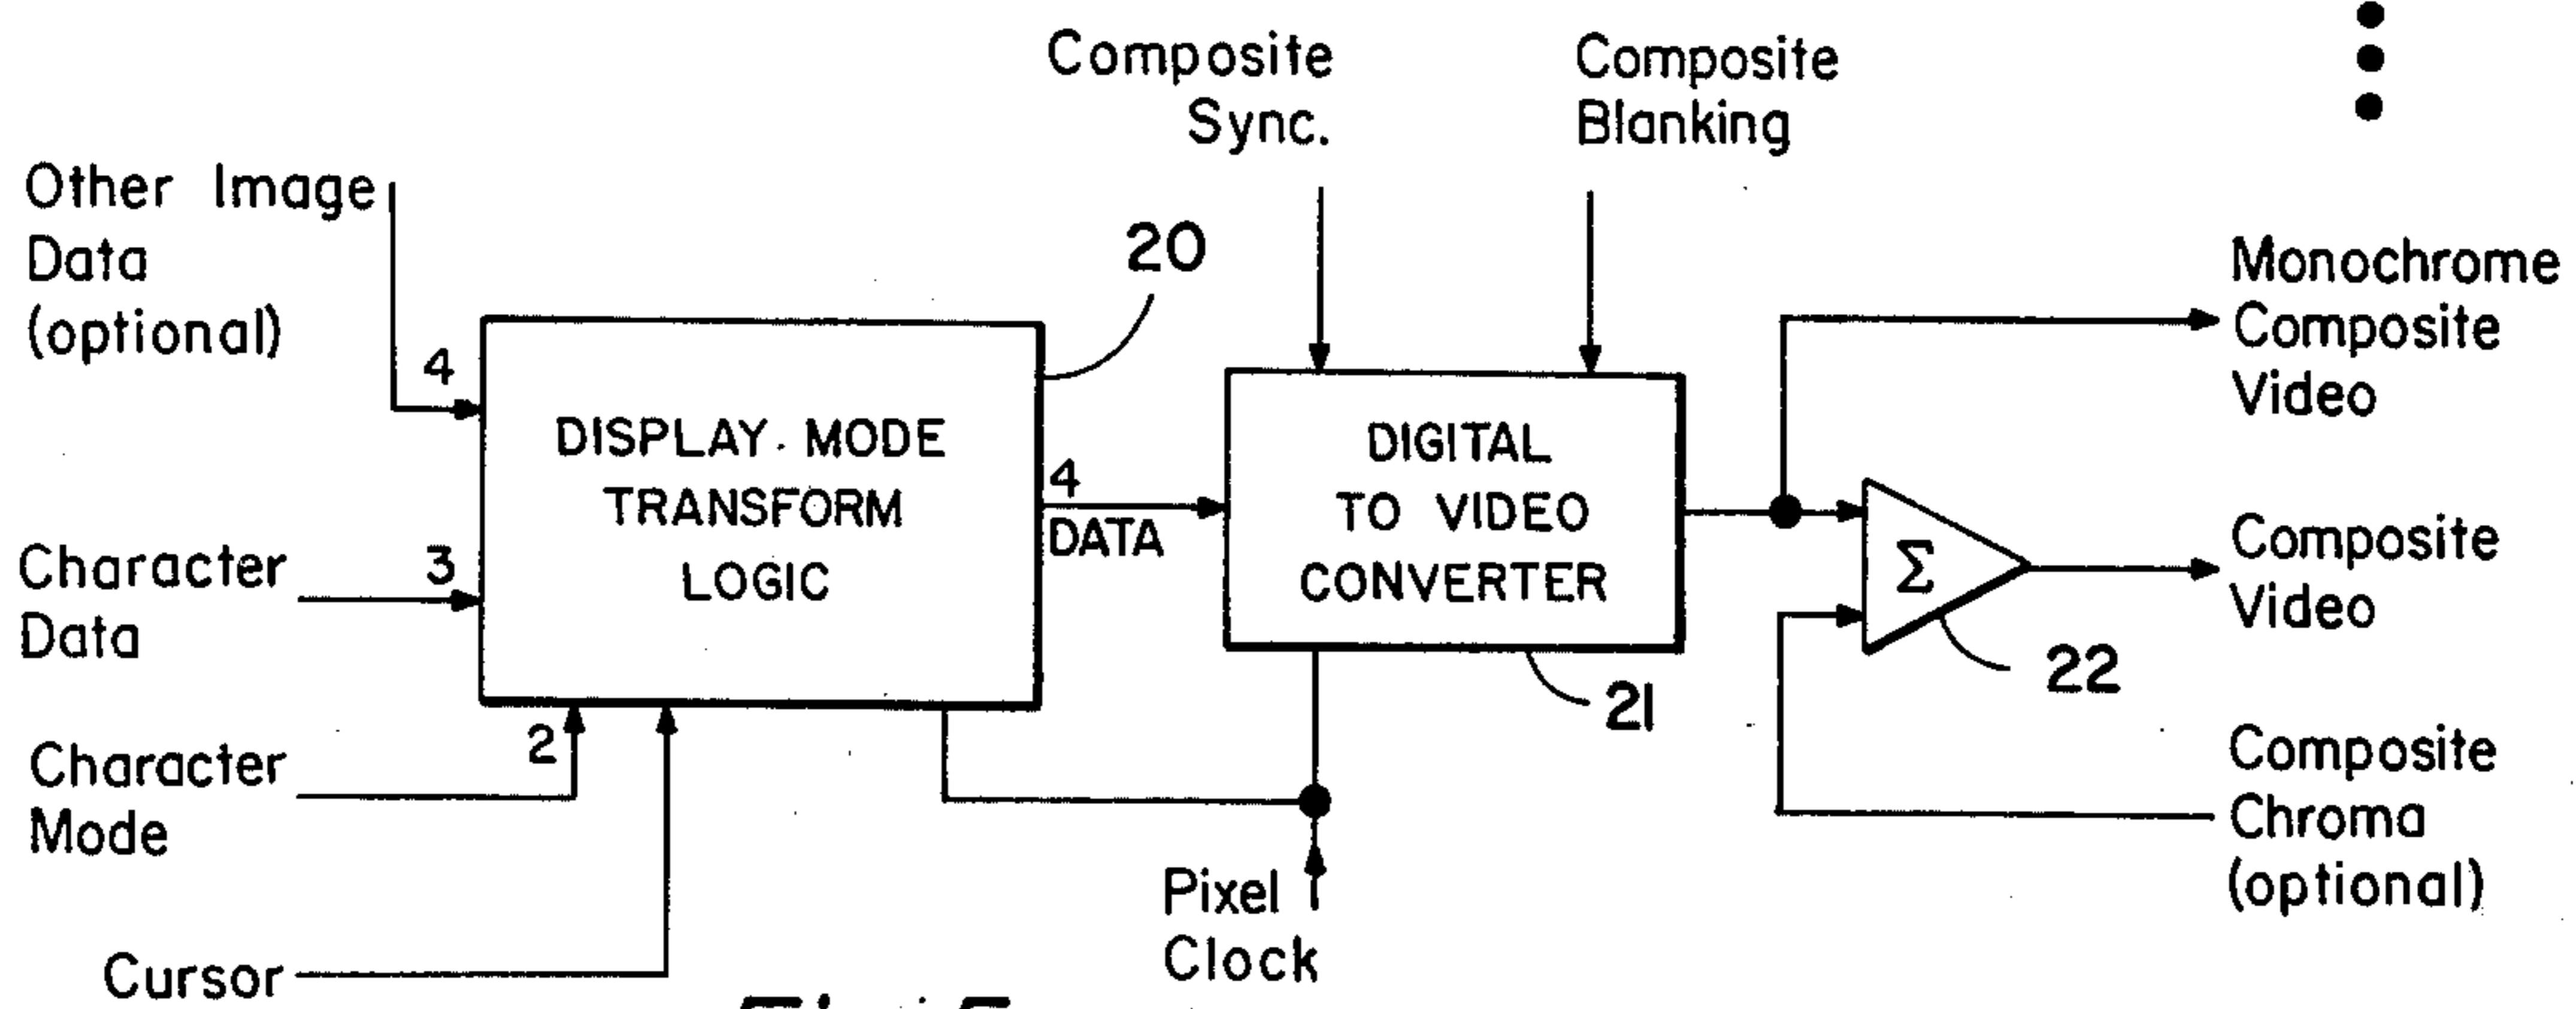 Composite
Sync.
Composite
Blanking
Other Image
Data
(optional)
4
20
DISPLAY MODE
TRANSFORM
LOGIC
Character
Data
3
4
DATA
DIGITAL
TO VIDEO
CONVERTER
21
Monochrome
Composite
Video
Σ
22
Composite
Video
Character
Mode
2
Cursor
Pixel
Clock
Composite
Chroma
(optional)